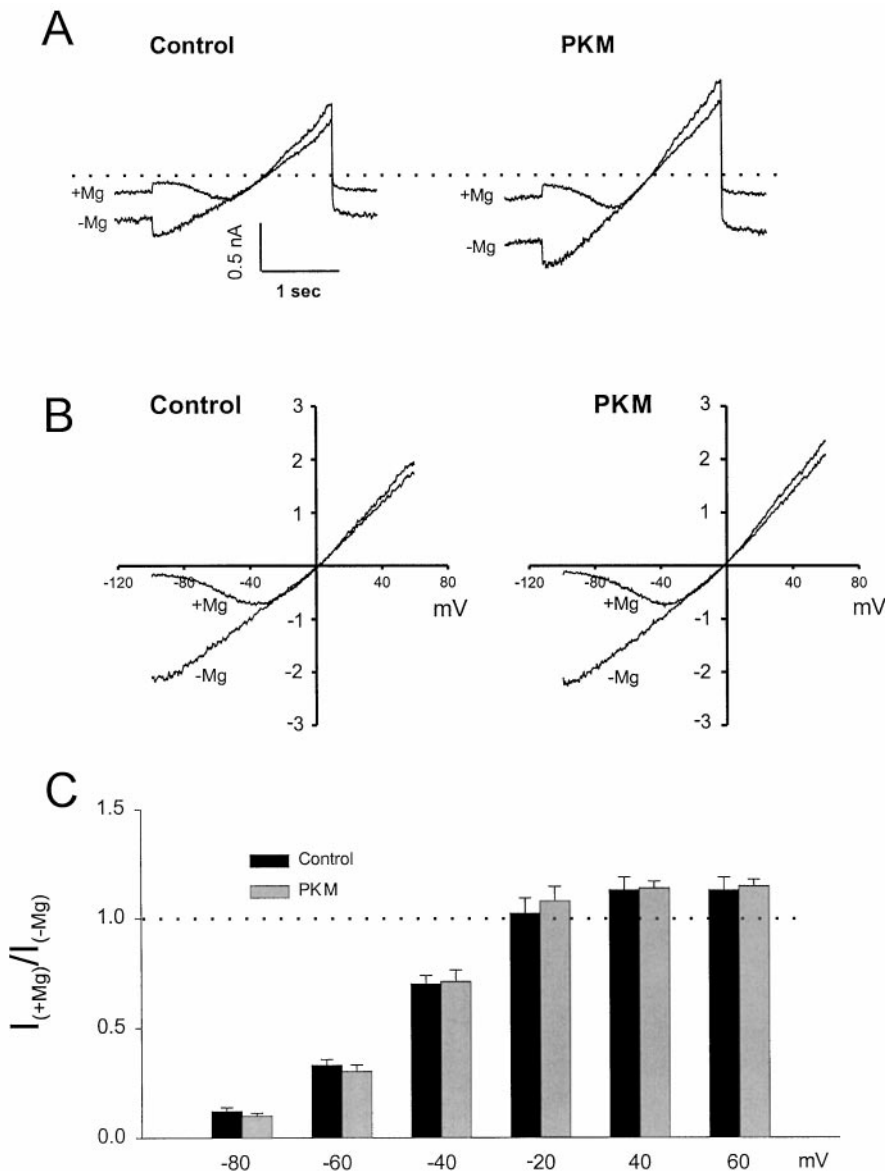 A
Control
PKM
+Mg
-Mg
0.5 nA
1 sec
+Mg
-Mg
B
Control
PKM
3
2
1
-120
-80
-40
40
80
mV
+Mg
-Mg
-1
-2
-3
3
2
1
-120
-80
-40
40
80
mV
+Mg
-Mg
-1
-2
-3
C
I(+Mg)/I(-Mg)
1.5
1.0
0.5
0.0
Control
PKM
-80
-60
-40
-20
40
60
mV